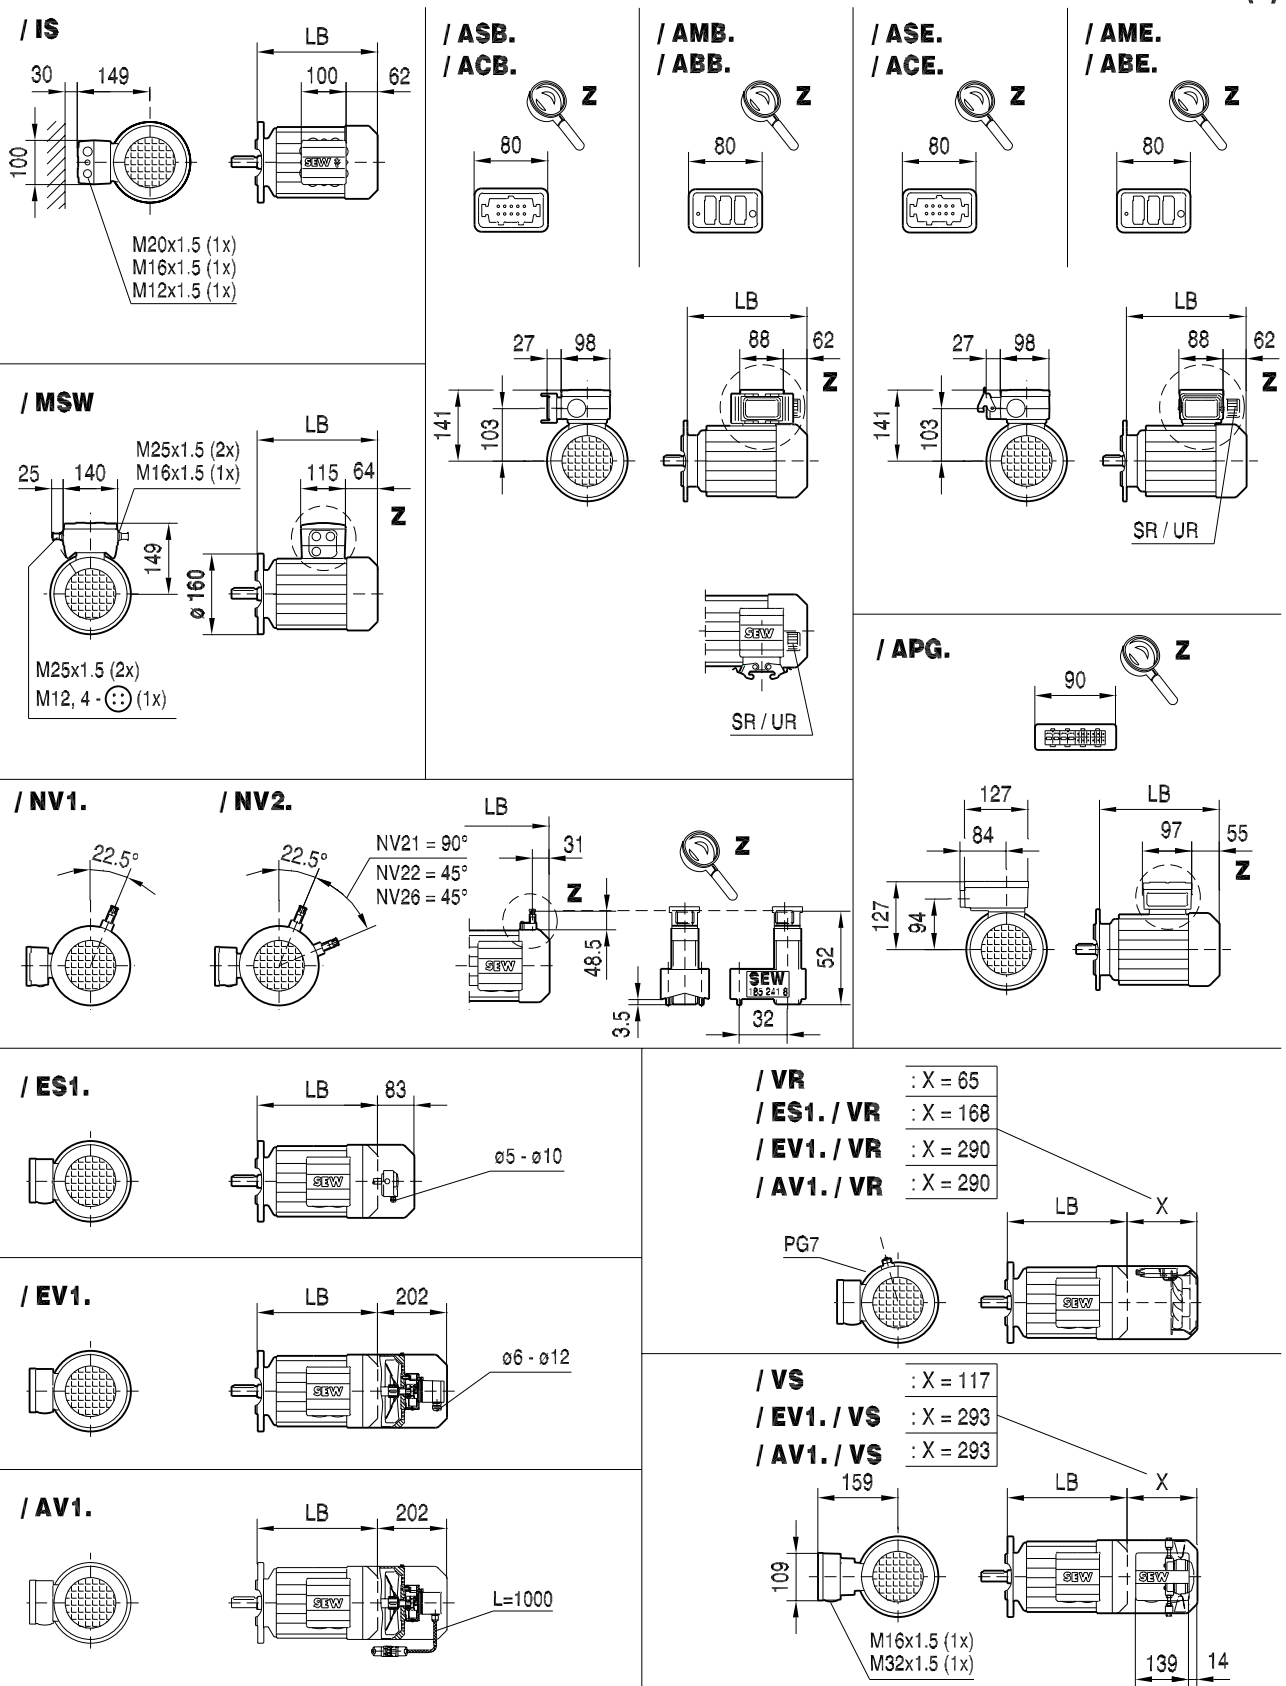 / IS
LB
30
149
100
62
100
SEW
M20x1.5 (1x)
M16x1.5 (1x)
M12x1.5 (1x)
/ ASB.
/ ACB.
Z
80
/ AMB.
/ ABB.
Z
80
/ ASE.
/ ACE.
Z
80
/ AME.
/ ABE.
Z
80
27
98
141
103
LB
88
62
Z
SEW
SR / UR
27
98
141
103
LB
88
62
Z
SR / UR
/ MSW
M25x1.5 (2x)
M16x1.5 (1x)
25
140
149
LB
115
64
Z
ø 160
M25x1.5 (2x)
M12, 4 - (1x)
/ APG.
Z
90
127
84
127
94
LB
97
55
Z
/ NV1.
22.5°
/ NV2.
22.5°
NV21 = 90°
NV22 = 45°
NV26 = 45°
LB
31
Z
SEW
48.5
Z
52
SEW
185 241 8
3.5
32
/ ES1.
LB
83
SEW
ø5 - ø10
/ EV1.
LB
202
SEW
ø6 - ø12
/ AV1.
LB
202
SEW
L=1000
/ VR : X = 65
/ ES1. / VR : X = 168
/ EV1. / VR : X = 290
/ AV1. / VR : X = 290
PG7
LB
X
SEW
/ VS : X = 117
/ EV1. / VS : X = 293
/ AV1. / VS : X = 293
159
109
M16x1.5 (1x)
M32x1.5 (1x)
LB
X
SEW
SEW
139
14